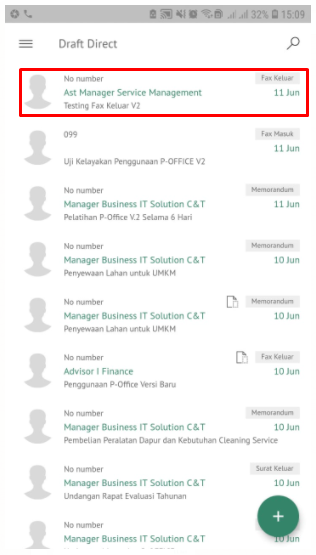 32% 15:09
Draft Direct
No number Fax Keluar
Ast Manager Service Management 11 Jun
Testing Fax Keluar V2
099 Fax Masuk
11 Jun
Uji Kelayakan Penggunaan P-OFFICE V2
No number Memorandum
Manager Business IT Solution C&T 11 Jun
Pelatihan P-Office V.2 Selama 6 Hari
No number Memorandum
Manager Business IT Solution C&T 10 Jun
Penyewaan Lahan untuk UMKM
No number Memorandum
Manager Business IT Solution C&T 10 Jun
Penyewaan Lahan untuk UMKM
No number Fax Keluar
Advisor I Finance 10 Jun
Penggunaan P-Office Versi Baru
No number Memorandum
Manager Business IT Solution C&T 10 Jun
Pembelian Peralatan Dapur dan Kebutuhan Cleaning Service
No number Surat Keluar
Manager Business IT Solution C&T 10 Jun
Undangan Rapat Evaluasi Tahunan
+
No number
Manager Business IT Solution C&T 10 Jun